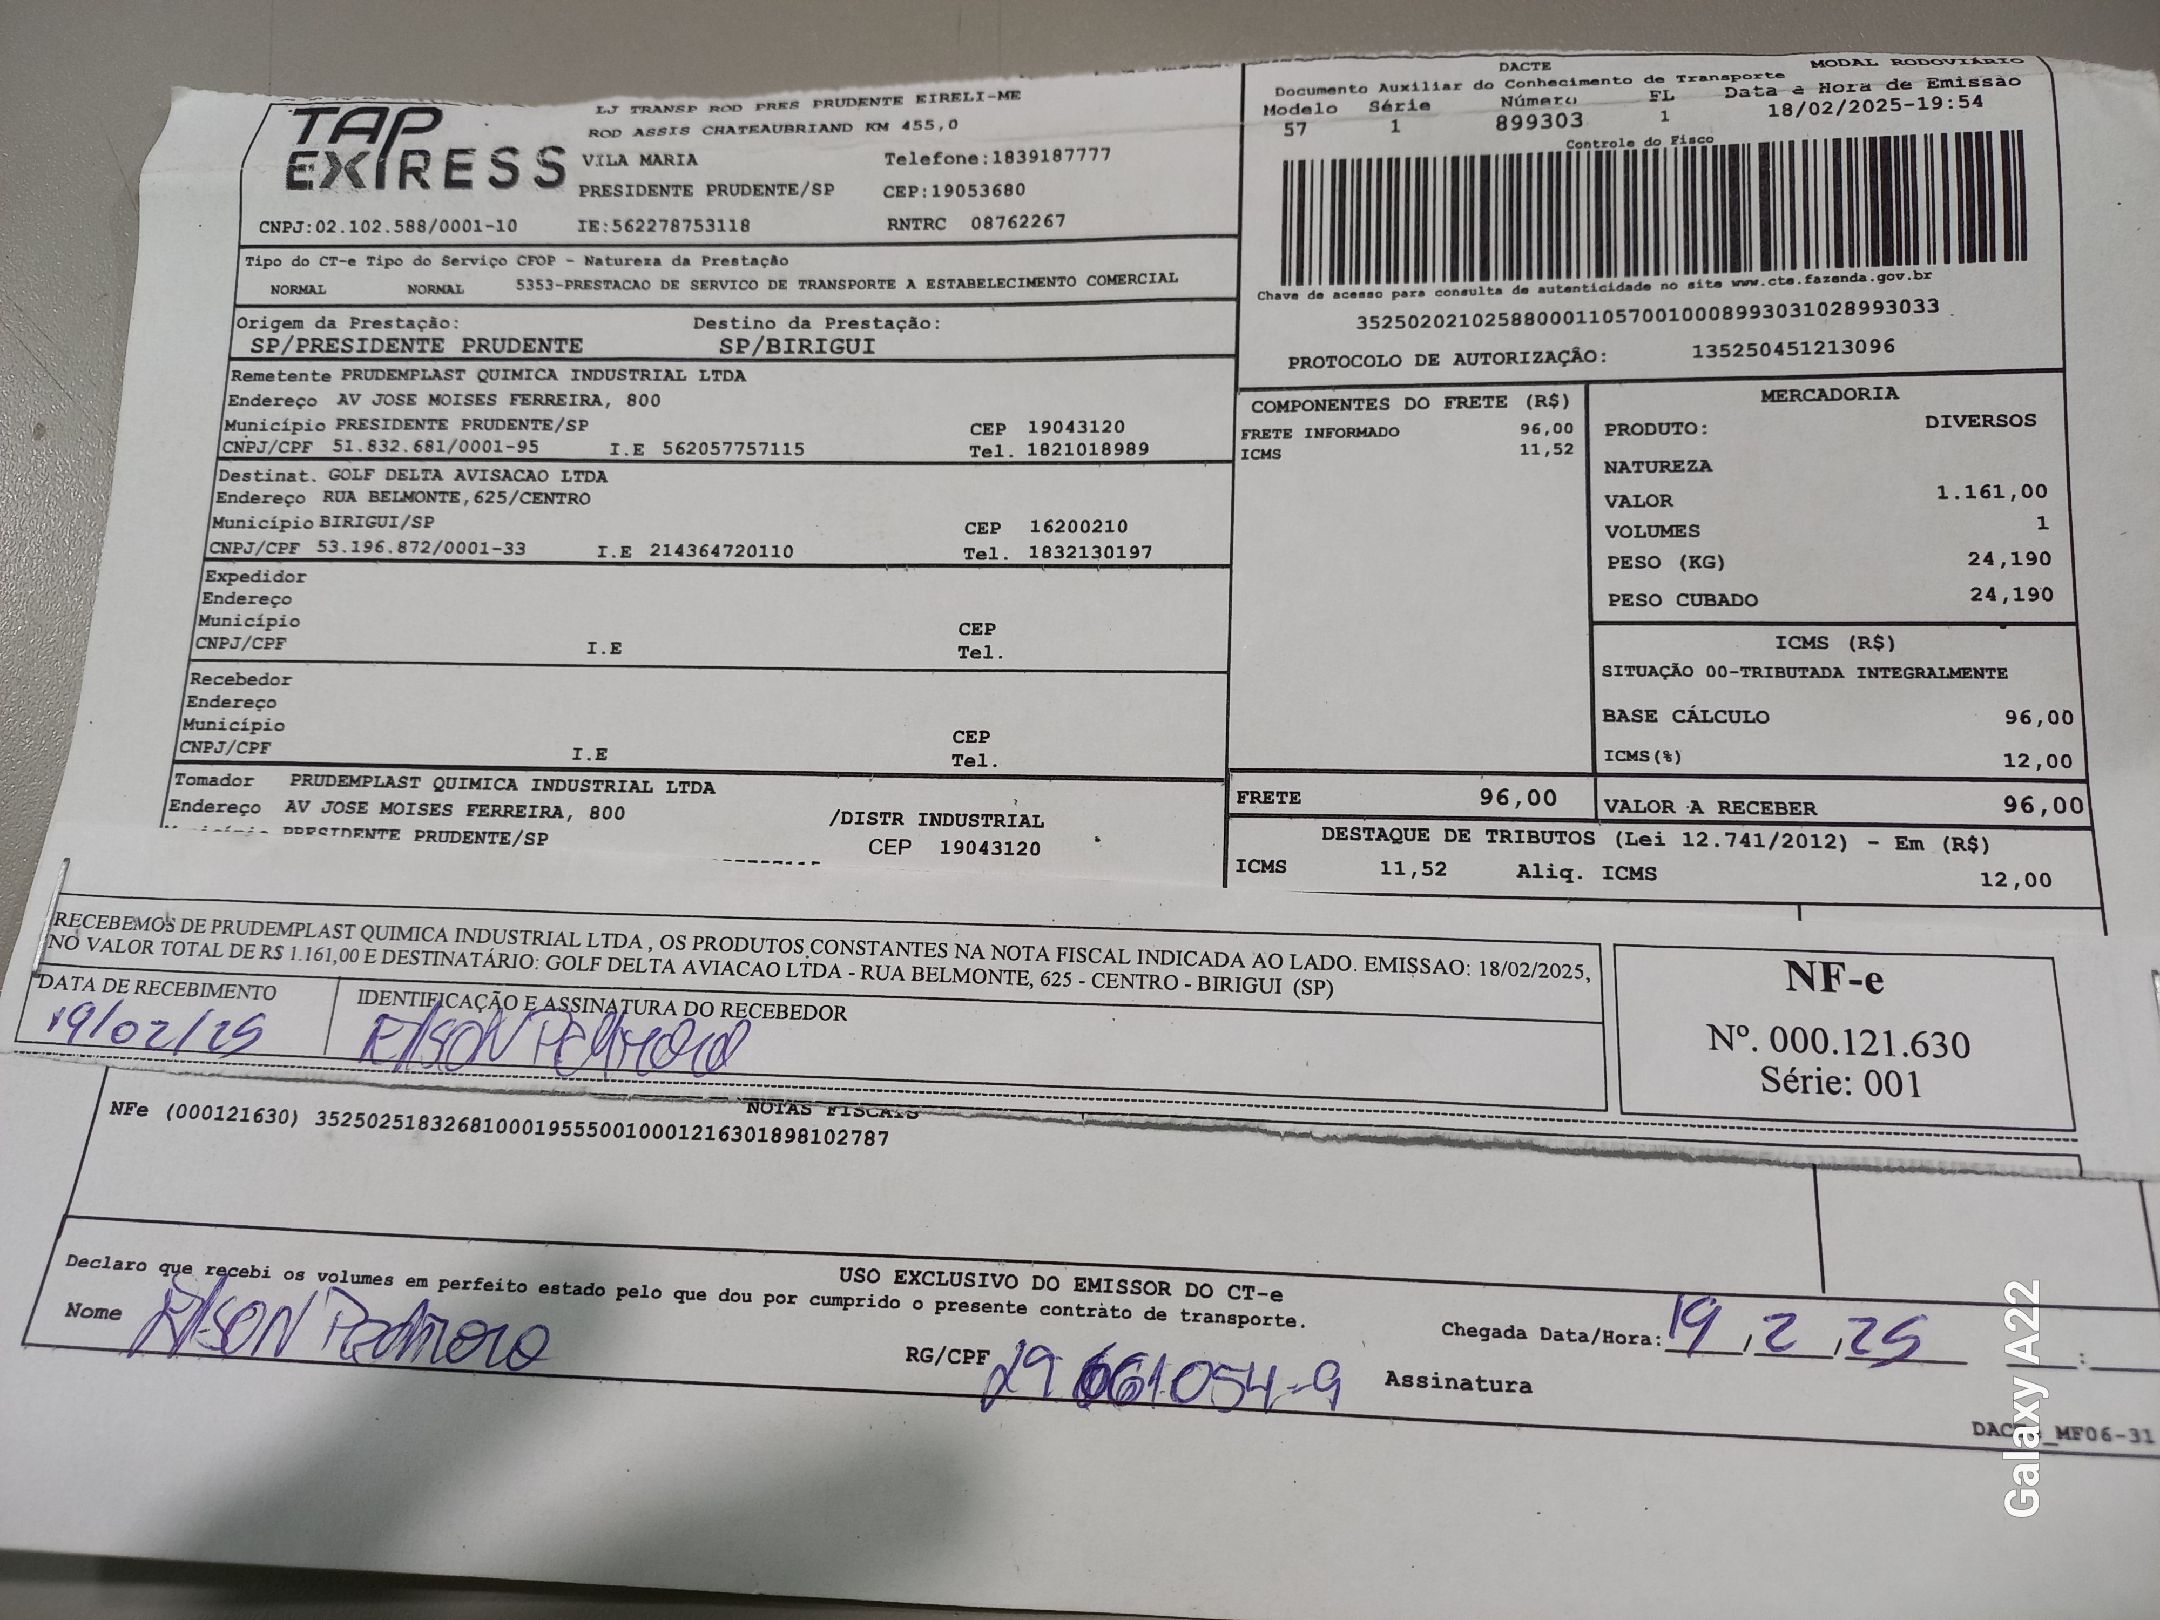 TAP EXPRESS
LJ TRANSP ROD PRES PRUDENTE EIRELI-ME
ROD ASSIS CHATEAUBRIAND KM 455,0
VILA MARIA Telefone:1839187777
PRESIDENTE PRUDENTE/SP CEP:19053680
CNPJ:02.102.588/0001-10 IE:562278753118 RNTRC 08762267
DACTE MODAL RODOVIÁRIO
Documento Auxiliar do Conhecimento de Transporte Data e Hora de Emissão
Modelo Série Número FL
57 1 899303 1 18/02/2025-19:54
Controle do Fisco
Chave de acesso para consulta de autenticidade no site www.cte.fazenda.gov.br
35250202102588000110570010008993031028993033
PROTOCOLO DE AUTORIZAÇÃO: 135250451213096
Tipo do CT-e Tipo do Serviço CFOP - Natureza da Prestação
NORMAL NORMAL 5353-PRESTACAO DE SERVICO DE TRANSPORTE A ESTABELECIMENTO COMERCIAL
Origem da Prestação: Destino da Prestação:
SP/PRESIDENTE PRUDENTE SP/BIRIGUI
Remetente PRUDEMPLAST QUIMICA INDUSTRIAL LTDA
Endereço AV JOSE MOISES FERREIRA, 800
Município PRESIDENTE PRUDENTE/SP CEP 19043120
CNPJ/CPF 51.832.681/0001-95 I.E 562057757115 Tel. 1821018989
Destinat. GOLF DELTA AVISACAO LTDA
Endereço RUA BELMONTE,625/CENTRO
Município BIRIGUI/SP CEP 16200210
CNPJ/CPF 53.196.872/0001-33 I.E 214364720110 Tel. 1832130197
Expedidor
Endereço
Município CEP
CNPJ/CPF I.E Tel.
Recebedor
Endereço
Município CEP
CNPJ/CPF I.E Tel.
Tomador PRUDEMPLAST QUIMICA INDUSTRIAL LTDA
Endereço AV JOSE MOISES FERREIRA, 800 /DISTR INDUSTRIAL
Município PRESIDENTE PRUDENTE/SP CEP 19043120
COMPONENTES DO FRETE (R$)
FRETE INFORMADO 96,00
ICMS 11,52
MERCADORIA
PRODUTO: DIVERSOS
NATUREZA
VALOR 1.161,00
VOLUMES 1
PESO (KG) 24,190
PESO CUBADO 24,190
ICMS (R$)
SITUAÇÃO 00-TRIBUTADA INTEGRALMENTE
BASE CÁLCULO 96,00
ICMS(%) 12,00
FRETE 96,00 VALOR A RECEBER 96,00
DESTAQUE DE TRIBUTOS (Lei 12.741/2012) - Em (R$)
ICMS 11,52 Aliq. ICMS 12,00
RECEBEMOS DE PRUDEMPLAST QUIMICA INDUSTRIAL LTDA , OS PRODUTOS CONSTANTES NA NOTA FISCAL INDICADA AO LADO. EMISSAO: 18/02/2025,
NO VALOR TOTAL DE R$ 1.161,00 E DESTINATÁRIO: GOLF DELTA AVIACAO LTDA - RUA BELMONTE, 625 - CENTRO - BIRIGUI (SP)
DATA DE RECEBIMENTO IDENTIFICAÇÃO E ASSINATURA DO RECEBEDOR
19/02/25 Elson Pedroro
NF-e
Nº. 000.121.630
Série: 001
NOTAS FISCAIS
NFe (000121630) 35250251832681000195550010001216301898102787
USO EXCLUSIVO DO EMISSOR DO CT-e
Declaro que recebi os volumes em perfeito estado pelo que dou por cumprido o presente contrato de transporte.
Nome Elson Pedroro RG/CPF 29 661054-9 Chegada Data/Hora: 19 , 2 , 25 :
Assinatura
_MF06-31
Galaxy A22